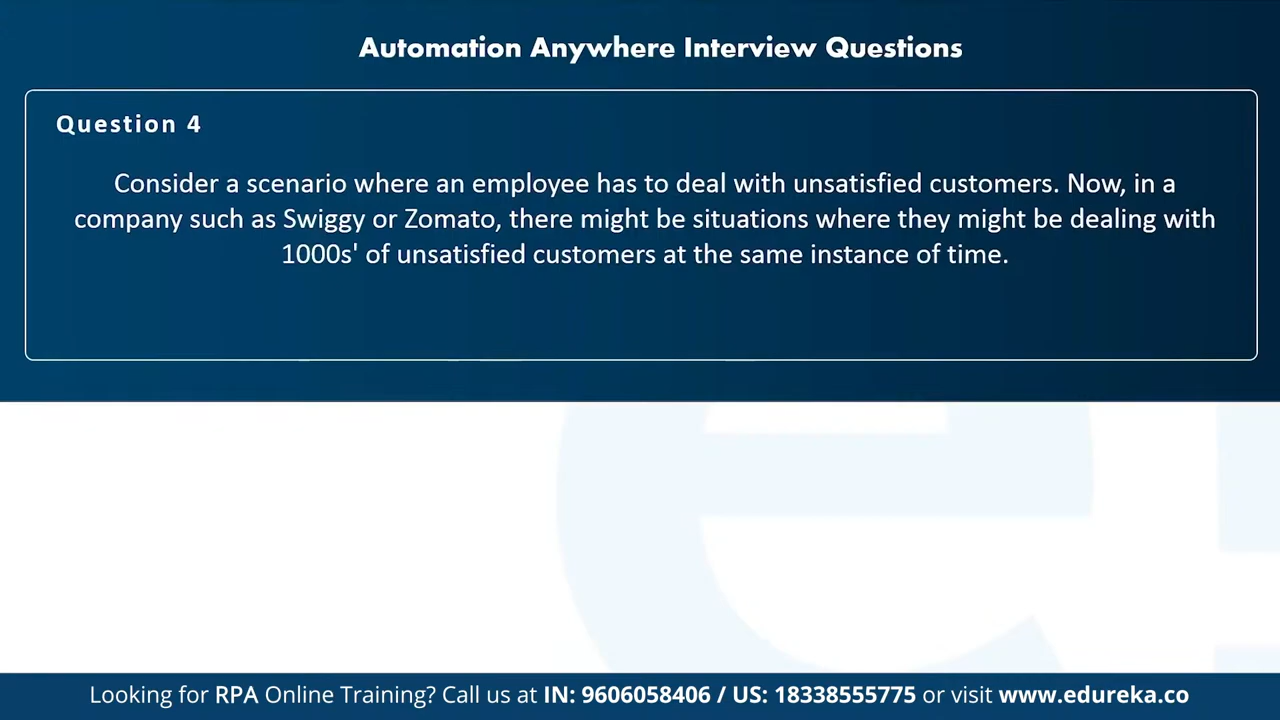 Automation Anywhere Interview Questions
Question 4
Consider a scenario where an employee has to deal with unsatisfied customers. Now, in a
company such as Swiggy or Zomato, there might be situations where they might be dealing with
1000s' of unsatisfied customers at the same instance of time.
Looking for RPA Online Training? Call us at IN: 9606058406 / US: 18338555775 or visit www.edureka.co